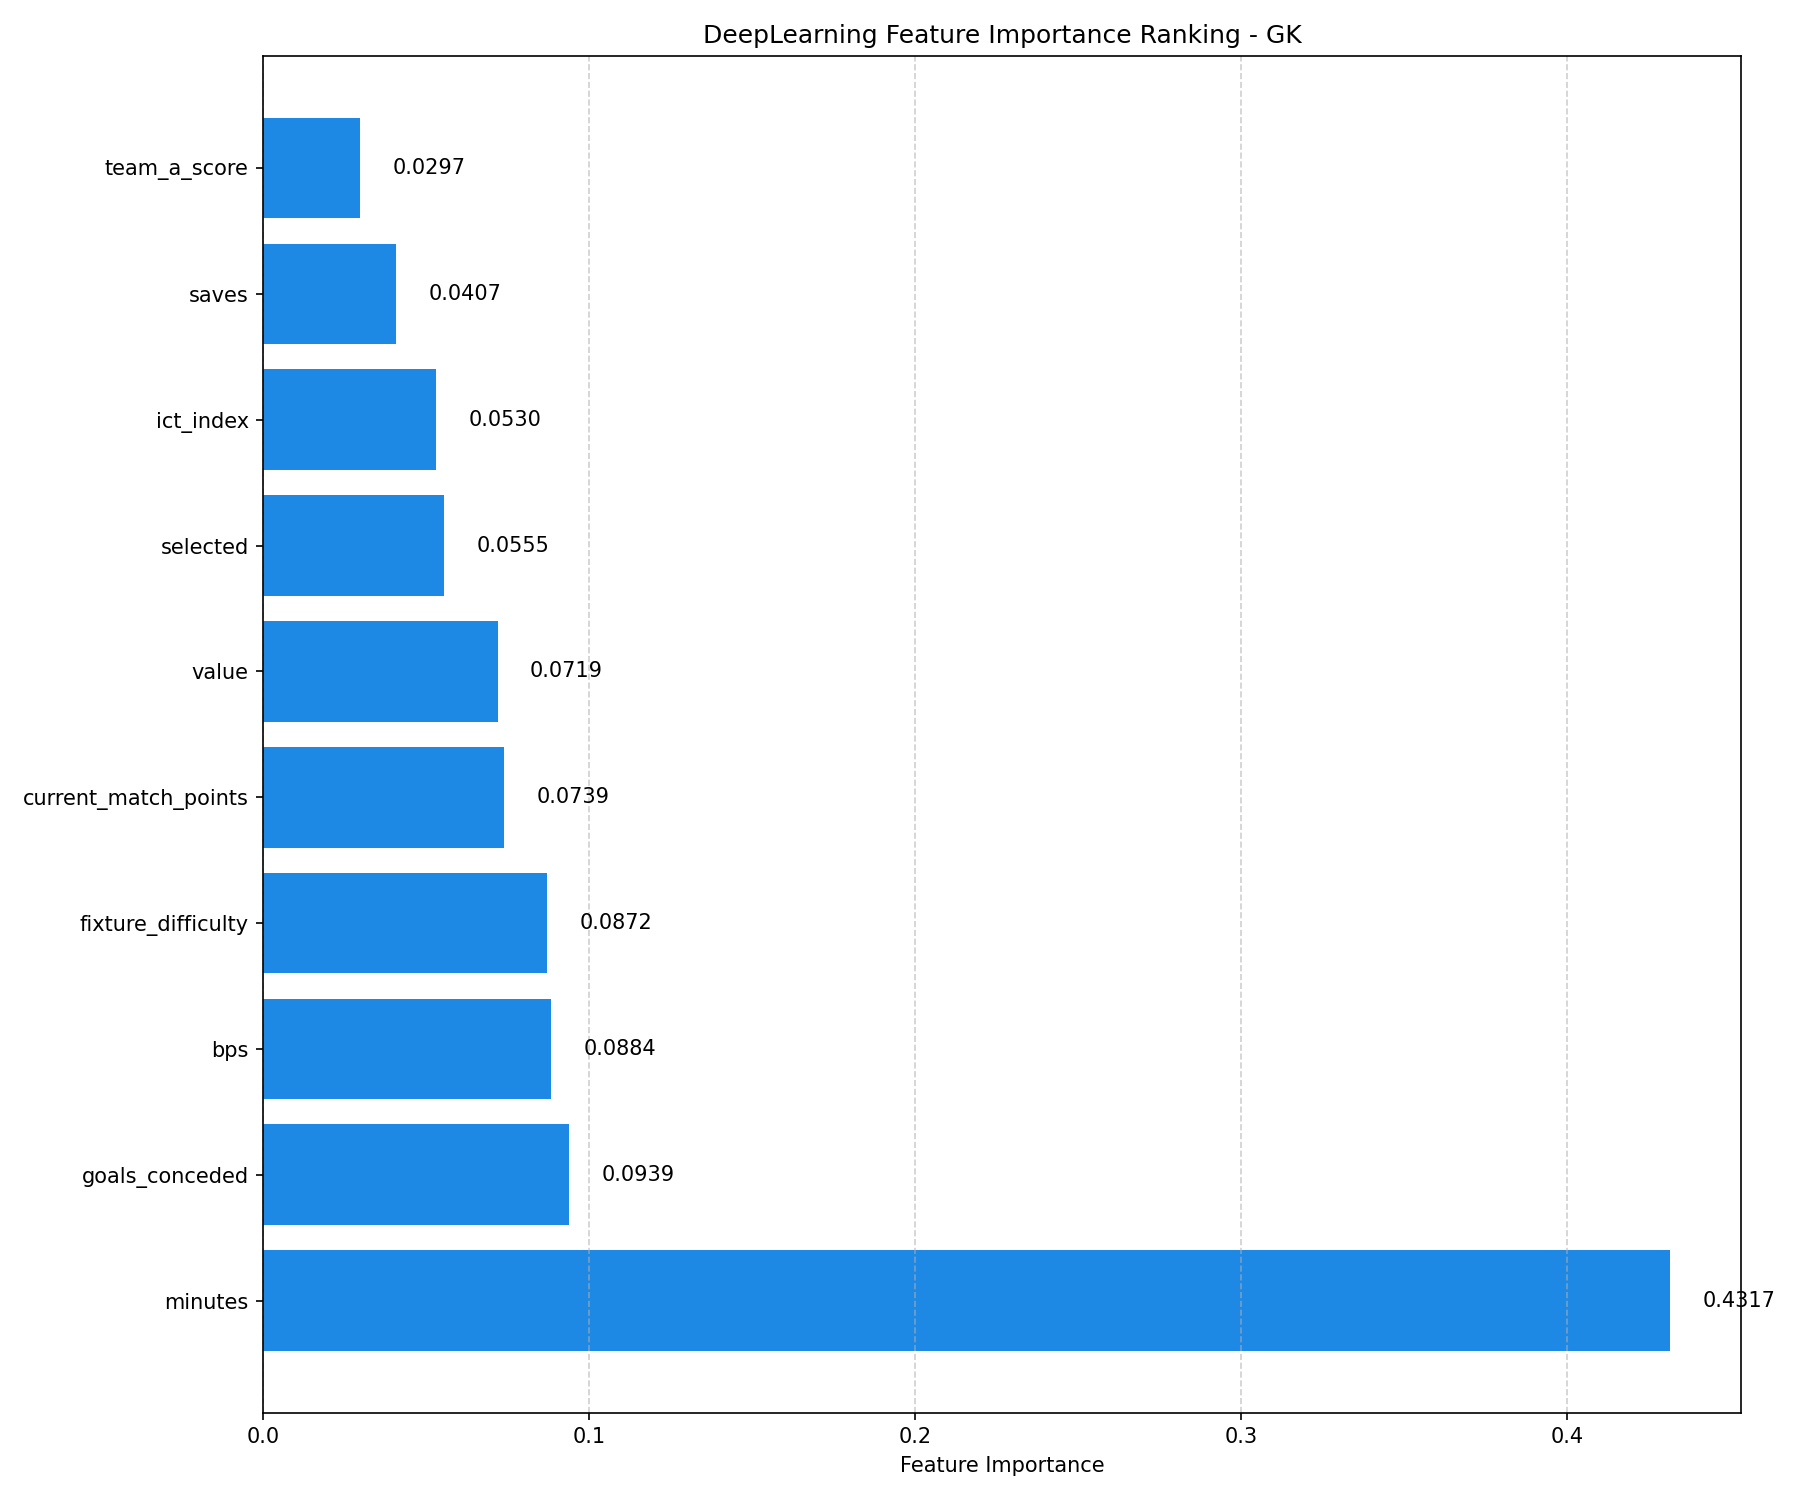 DeepLearning Feature Importance Ranking - GK
team_a_score 0.0297
saves 0.0407
ict_index 0.0530
selected 0.0555
value 0.0719
current_match_points 0.0739
fixture_difficulty 0.0872
bps 0.0884
goals_conceded 0.0939
minutes 0.4317
0.0 0.1 0.2 0.3 0.4
Feature Importance